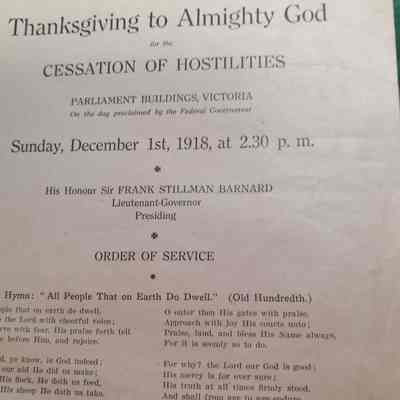 Thanksgiving to Almighty God
for the
CESSATION OF HOSTILITIES
PARLIAMENT BUILDINGS, VICTORIA
On the day proclaimed by the Federal Government
Sunday, December 1st, 1918, at 2.30 p. m.
His Honour Sir FRANK STILLMAN BARNARD
Lieutenant-Governor
Presiding
ORDER OF SERVICE
Hymn: "All People That on Earth Do Dwell." (Old Hundredth.)
that on earth do dwell,
the Lord with cheerful voice;
with fear, His praise forth tell
before Him, and rejoice.
ye know, is God indeed;
our aid He did us make;
His flock, He doth us feed,
His sheep He doth us take.
O enter then His gates with praise,
Approach with joy His courts unto;
Praise, laud, and bless His Name always,
For it is seemly so to do.
For why? the Lord our God is good;
His mercy is for ever sure;
His truth at all times firmly stood,
And shall from age to age endure.